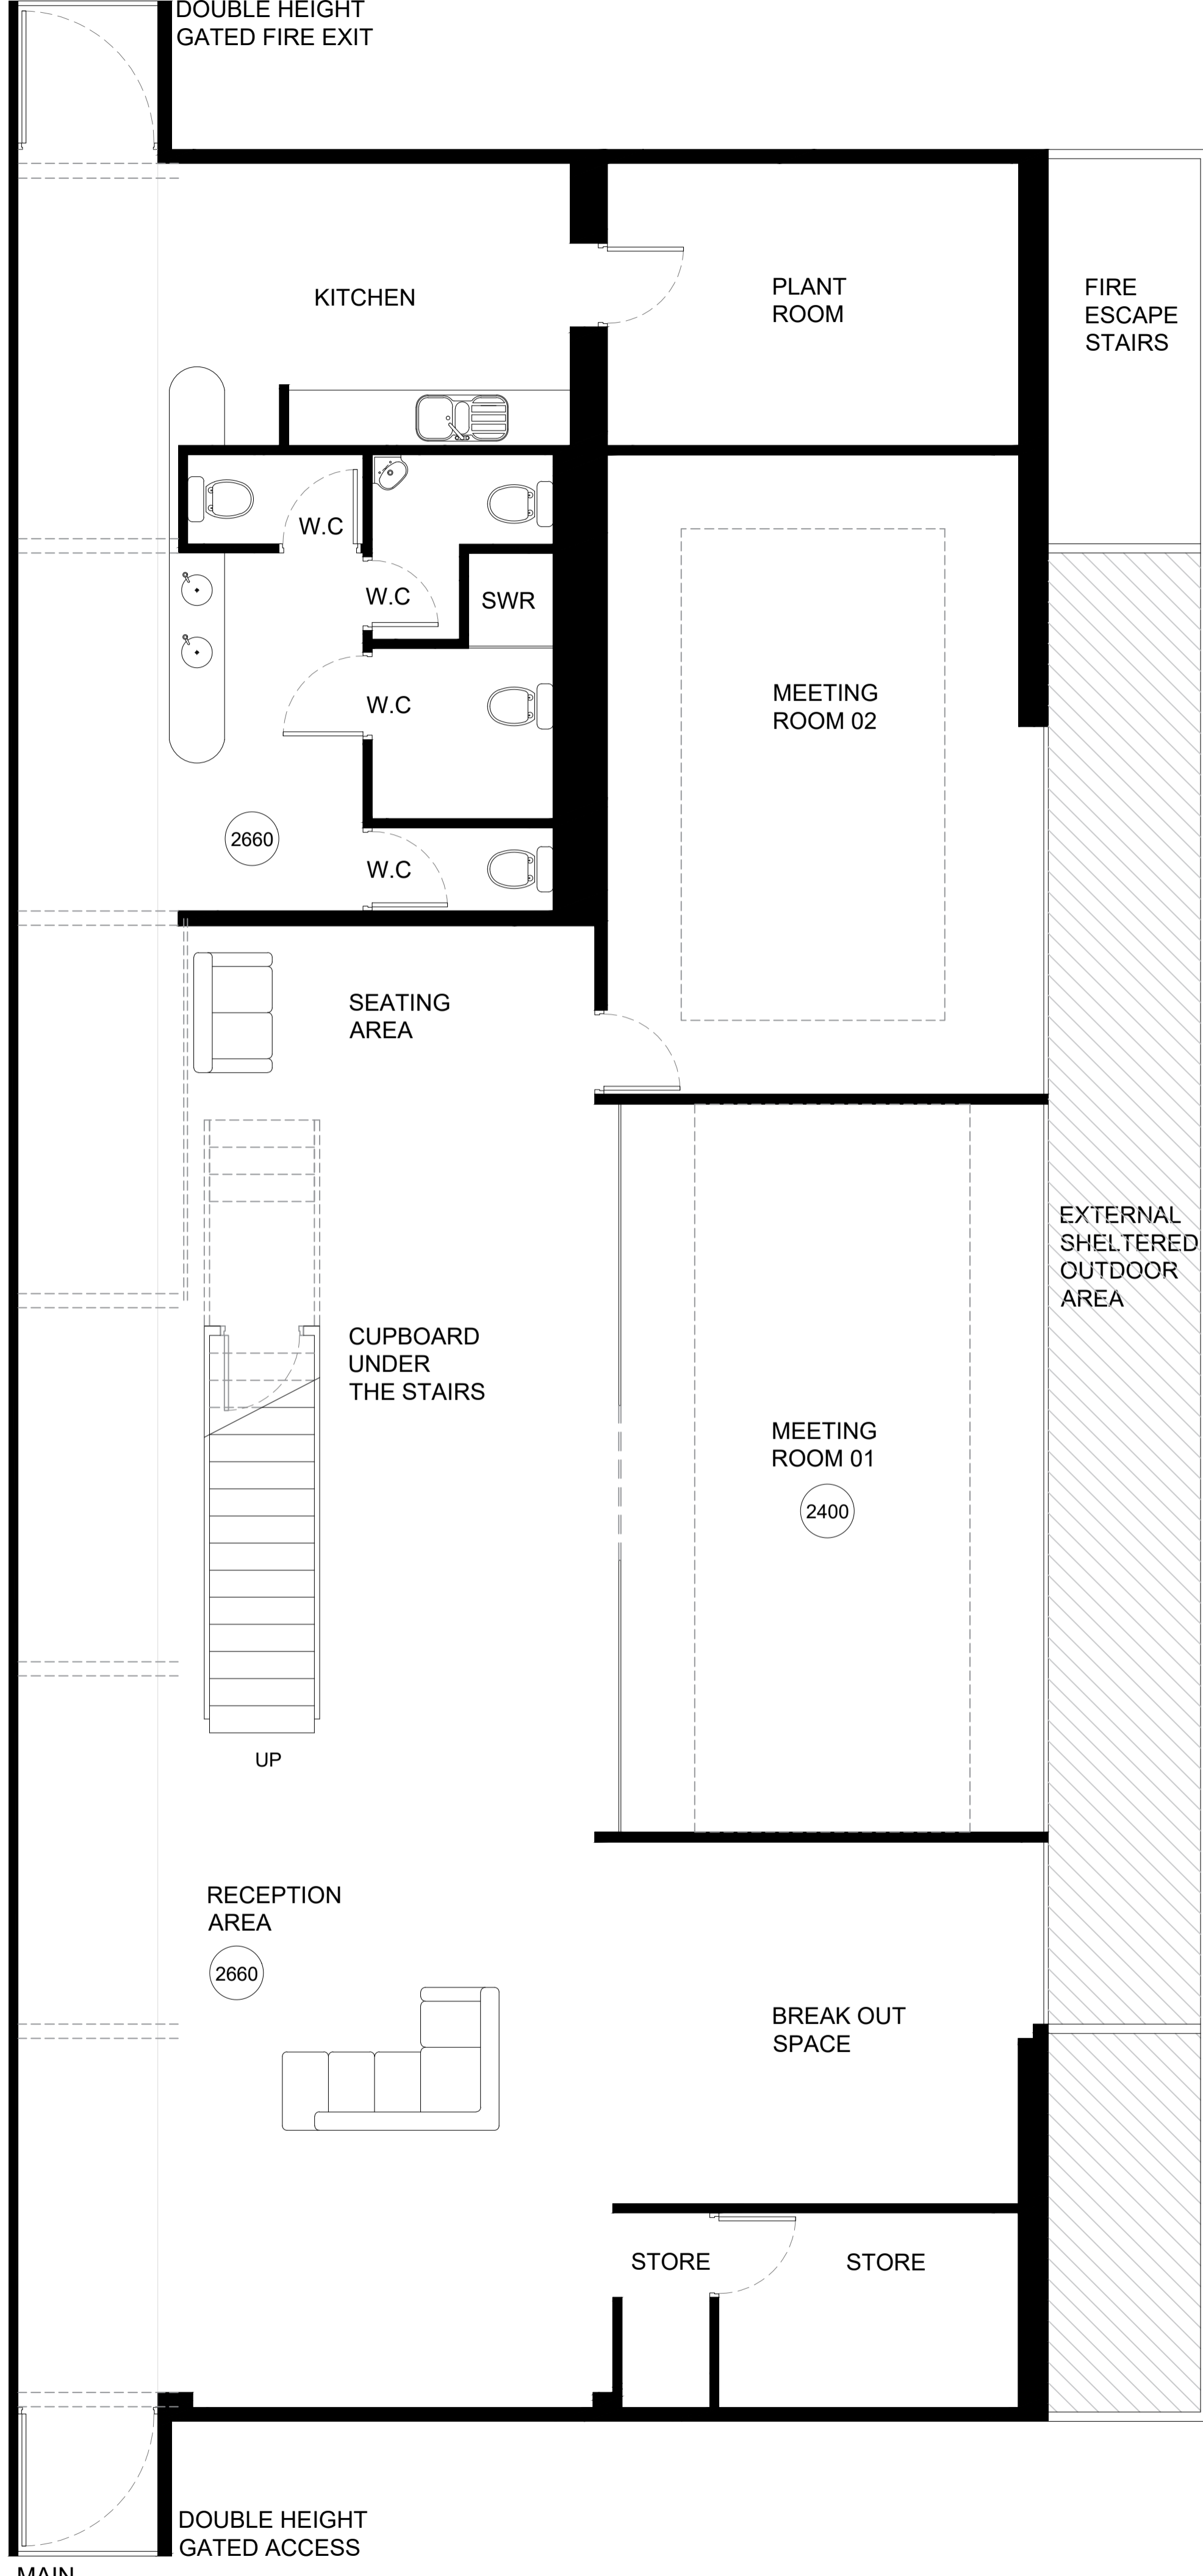 DOUBLE HEIGHT
GATED FIRE EXIT
KITCHEN
PLANT
ROOM
FIRE
ESCAPE
STAIRS
W.C
W.C
SWR
W.C
MEETING
ROOM 02
2660
W.C
SEATING
AREA
EXTERNAL
SHELTERED
OUTDOOR
AREA
CUPBOARD
UNDER
THE STAIRS
MEETING
ROOM 01
2400
UP
RECEPTION
AREA
2660
BREAK OUT
SPACE
STORE
STORE
DOUBLE HEIGHT
GATED ACCESS
MAIN